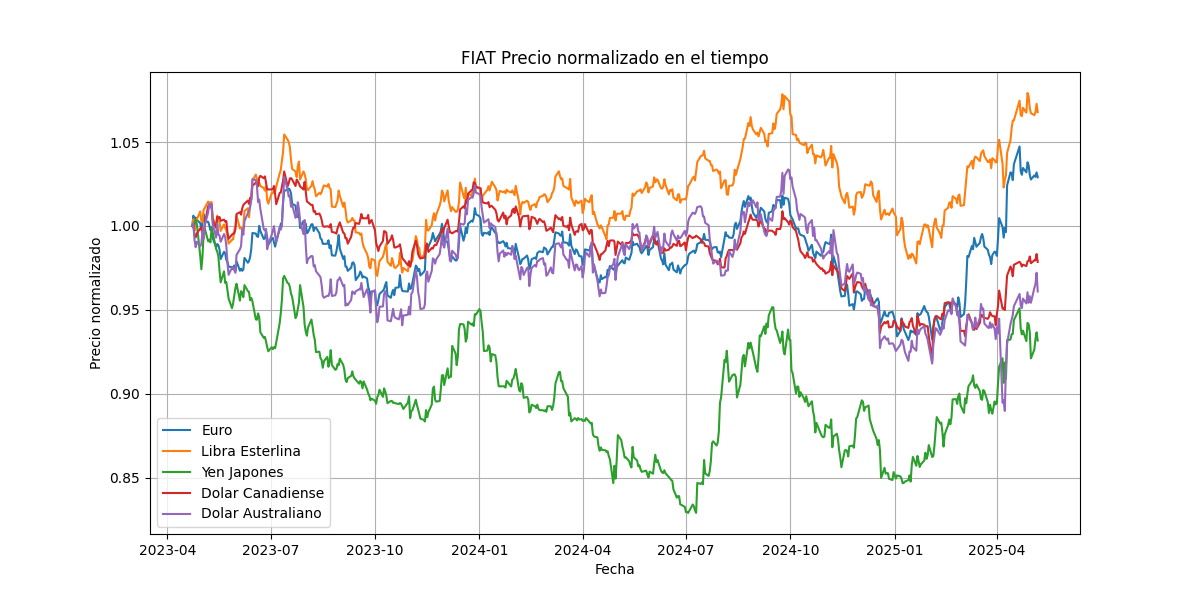 FIAT Precio normalizado en el tiempo
Precio normalizado
1.05
1.00
0.95
0.90
0.85
Euro
Libra Esterlina
Yen Japones
Dolar Canadiense
Dolar Australiano
2023-04 2023-07 2023-10 2024-01 2024-04 2024-07 2024-10 2025-01 2025-04
Fecha